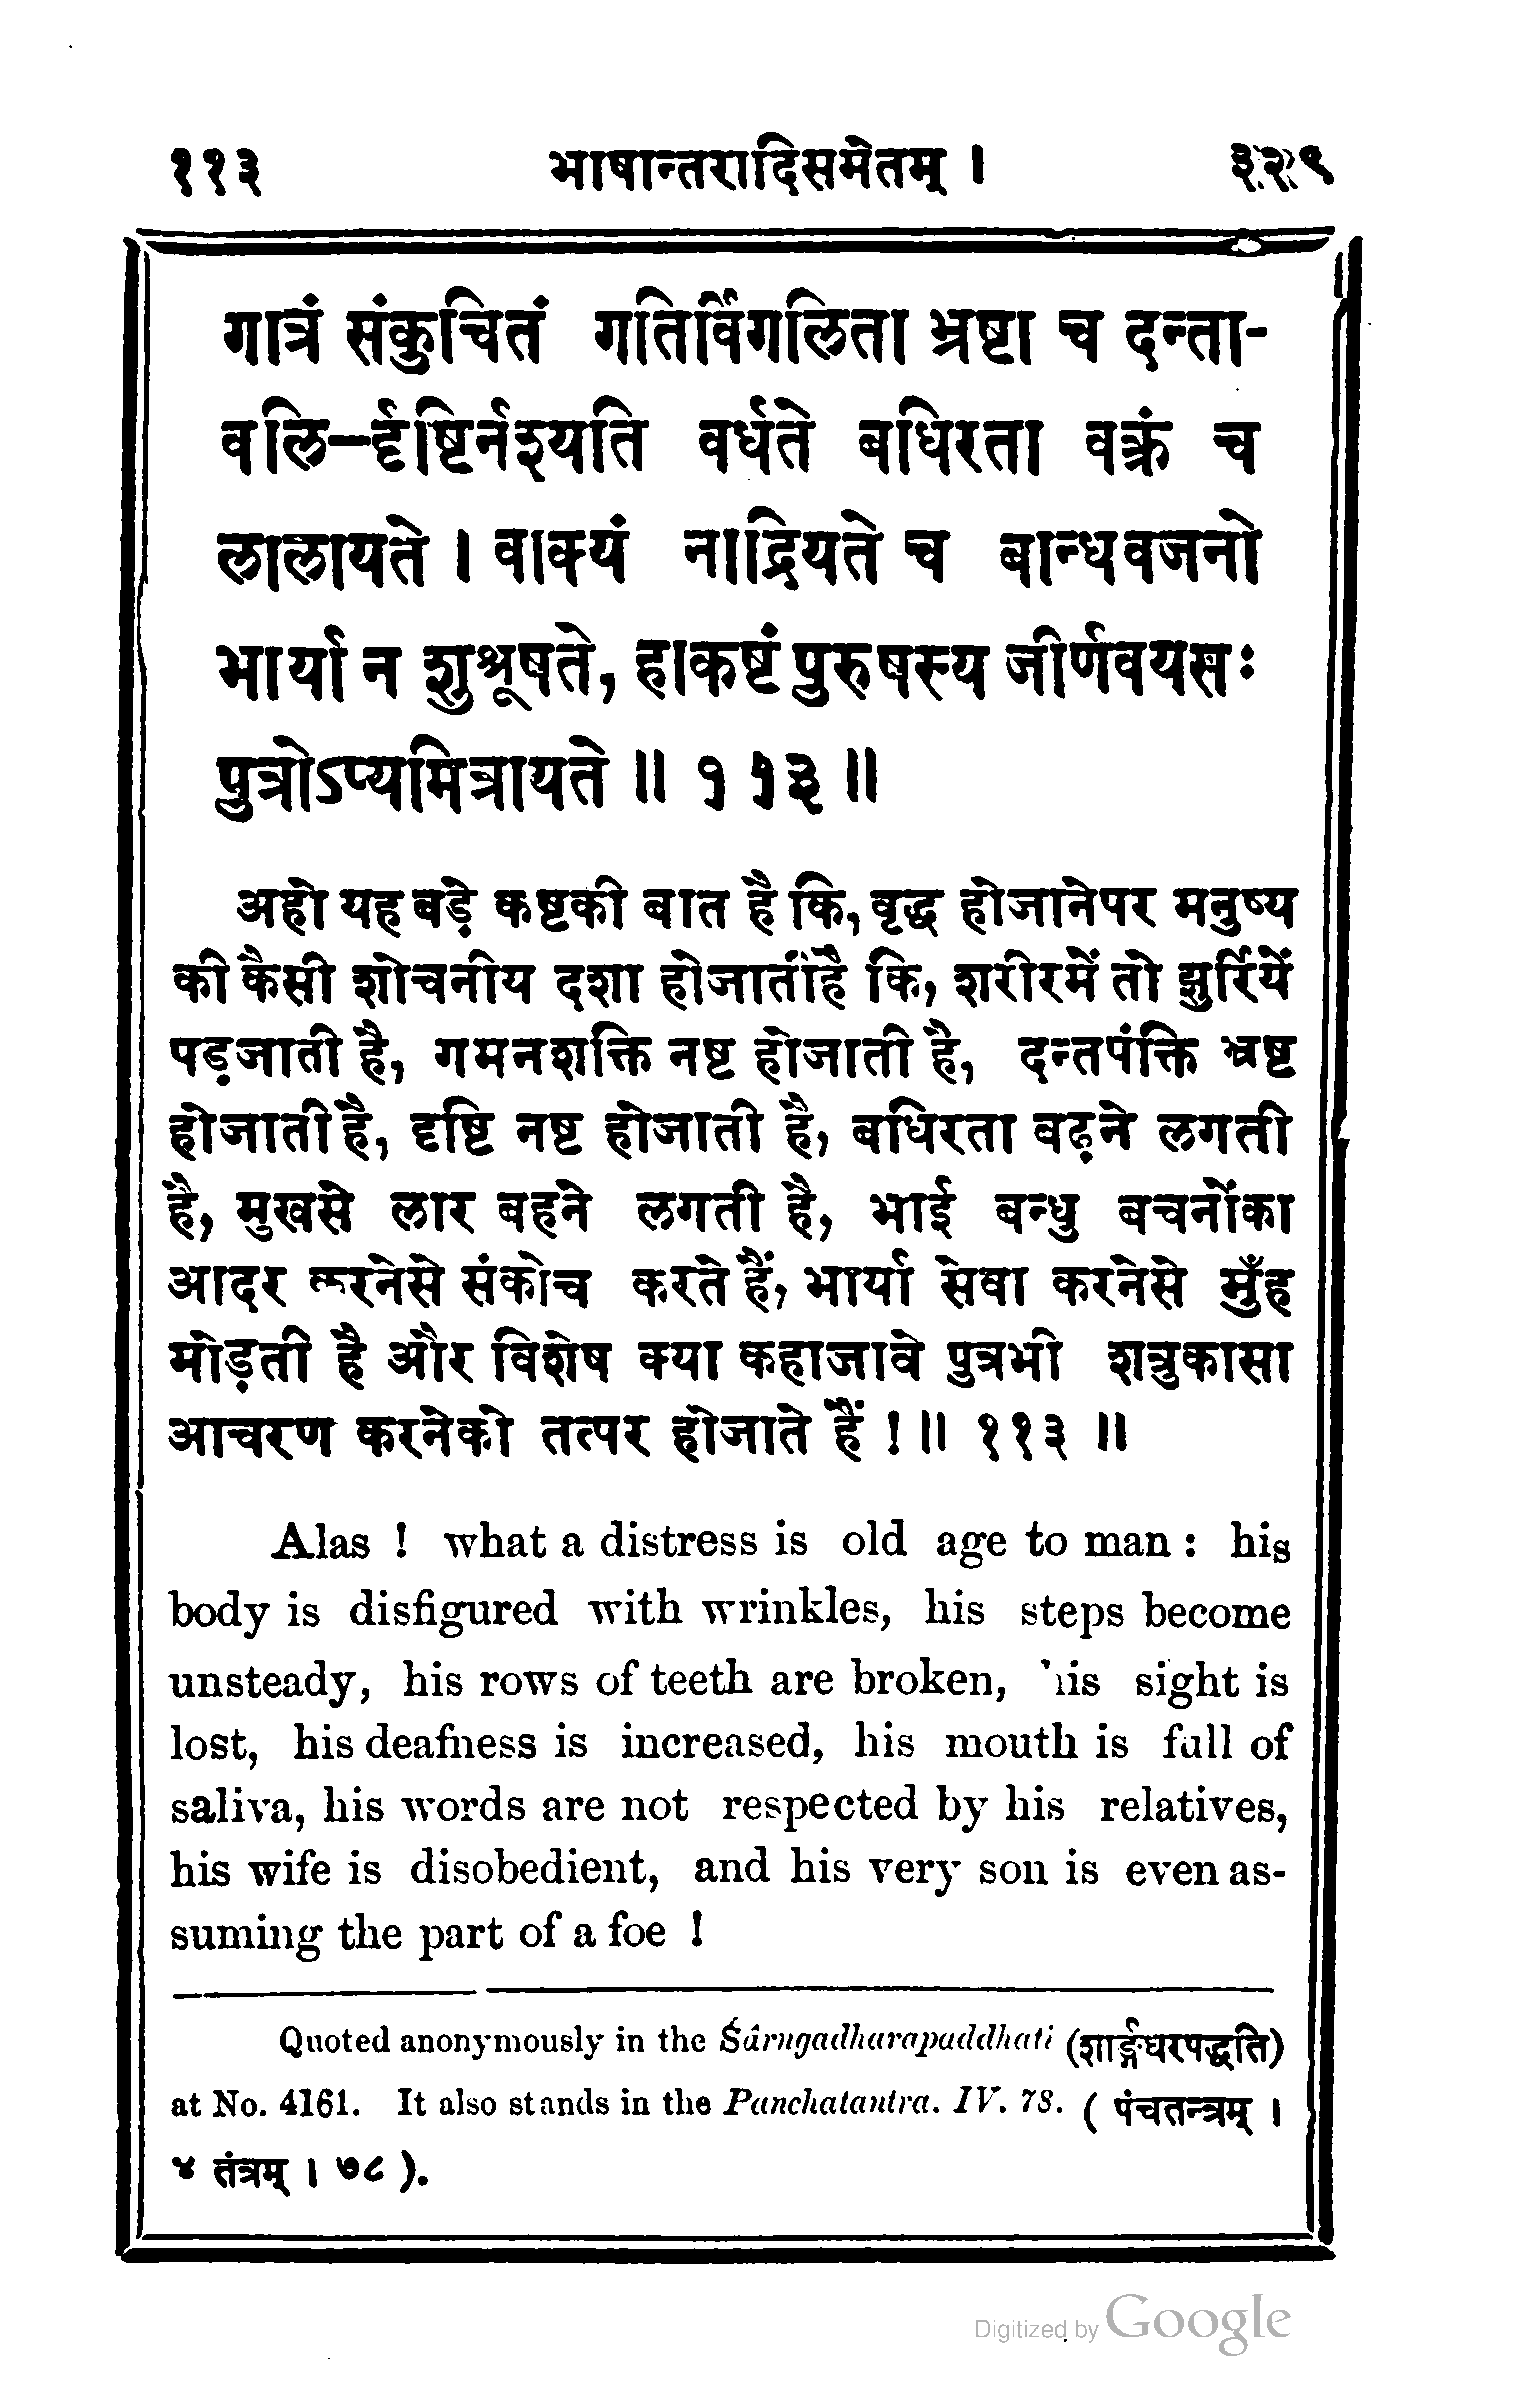 ११३ भाषान्तरादिसमेतम् । ३२९
गात्रं संकुचितं गतिर्विगलिता भ्रष्टा च दन्ता-
वलि-र्दृष्टिर्नश्यति वर्धते बधिरता वक्रं च
लालायते । वाक्यं नाद्रियते च बान्धवजनो
भार्या न शुश्रूषते, हाकष्टं पुरुषस्य जीर्णवयसः
पुत्रोऽप्यमित्रायते ॥ ११३ ॥
अहो यह बड़े कष्टकी बात है कि, वृद्ध होजानेपर मनुष्य
की कैसी शोचनीय दशा होजातीहै कि, शरीरमें तो झुर्रियें
पड़जाती है, गमनशक्ति नष्ट होजाती है, दन्तपंक्ति भ्रष्ट
होजाती है, दृष्टि नष्ट होजाती है, बधिरता बढ़ने लगती
है, मुखसे लार बहने लगती है, भाई बन्धु बचनोंका
आदर करनेसे संकोच करते हैं, भार्या सेवा करनेसे मुँह
मोड़ती है और विशेष क्या कहाजावे पुत्रभी शत्रुकासा
आचरण करनेको तत्पर होजाते हैं ! ॥ ११३ ॥
Alas ! what a distress is old age to man : his
body is disfigured with wrinkles, his steps become
unsteady, his rows of teeth are broken, his sight is
lost, his deafness is increased, his mouth is full of
saliva, his words are not respected by his relatives,
his wife is disobedient, and his very son is even as-
suming the part of a foe !
Quoted anonymously in the Śârngadharapaddhati (शार्ङ्गधरपद्धति)
at No. 4161. It also stands in the Panchatantra. IV. 78. ( पंचतन्त्रम् ।
४ तंत्रम् । ७८ ).
Digitized by Google